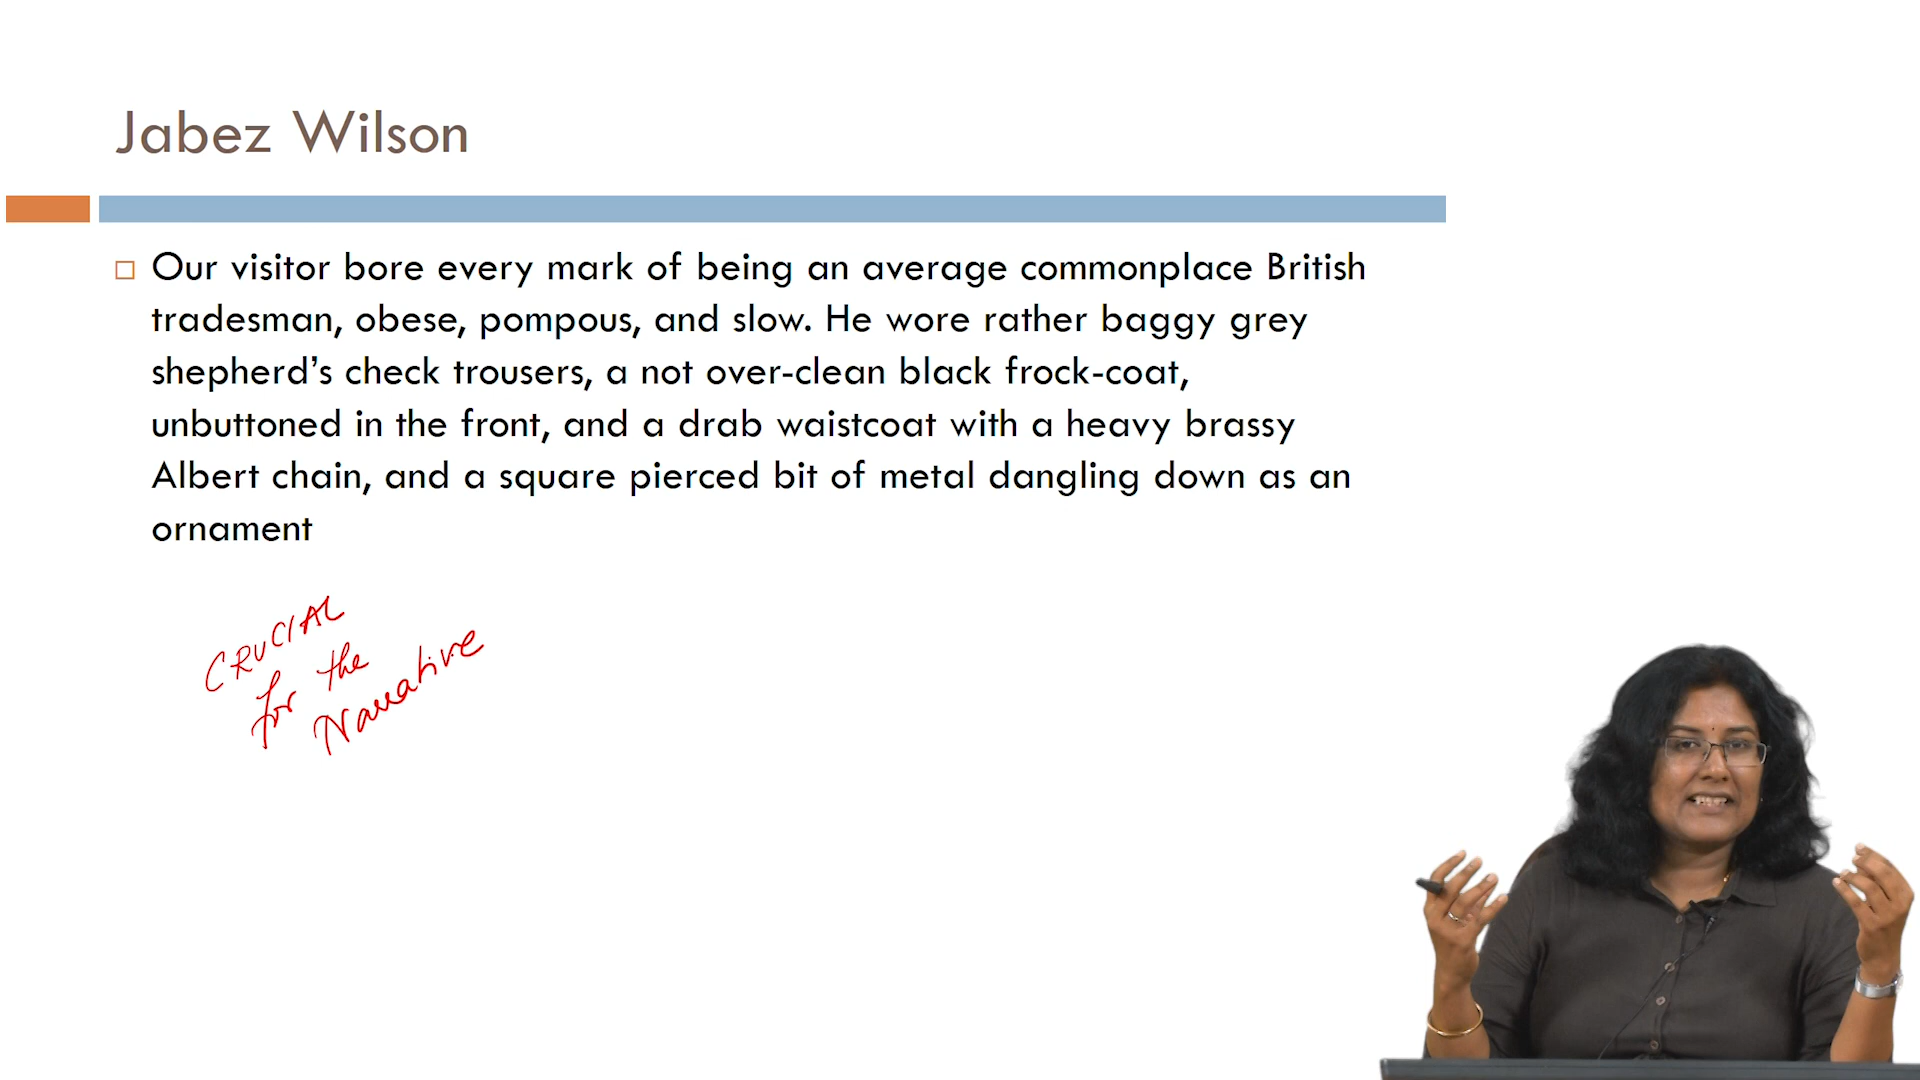 Jabez Wilson
Our visitor bore every mark of being an average commonplace British
tradesman, obese, pompous, and slow. He wore rather baggy grey
shepherd's check trousers, a not over-clean black frock-coat,
unbuttoned in the front, and a drab waistcoat with a heavy brassy
Albert chain, and a square pierced bit of metal dangling down as an
ornament
CRUCIAL
for the
Narrative